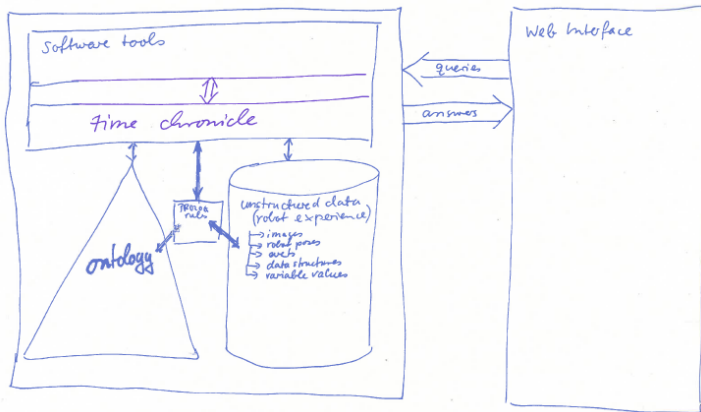 Software tools
time chronicle
ontology
rules
unstructured data
(robot experience)
images
robot poses
data structures
variable values
queries
answers
Web Interface